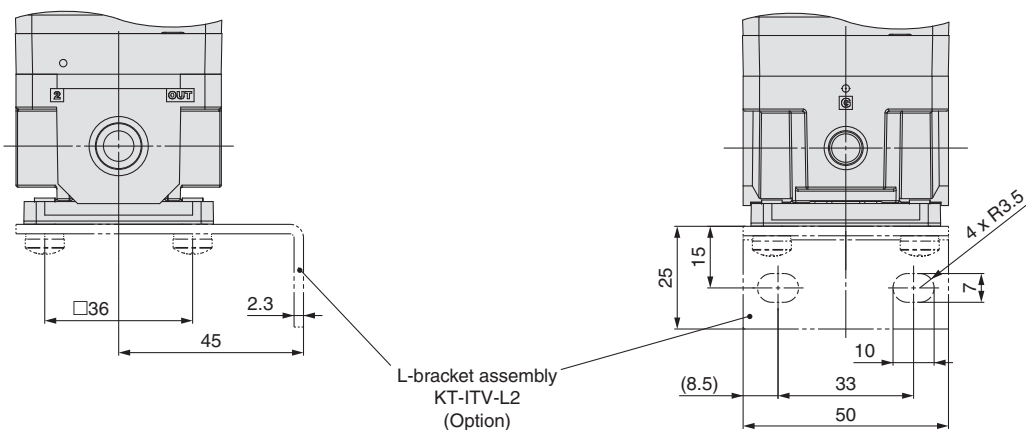 2
OUT
G
□36
2.3
45
L-bracket assembly
KT-ITV-L2
(Option)
4 x R3.5
25
15
7
10
(8.5)
33
50